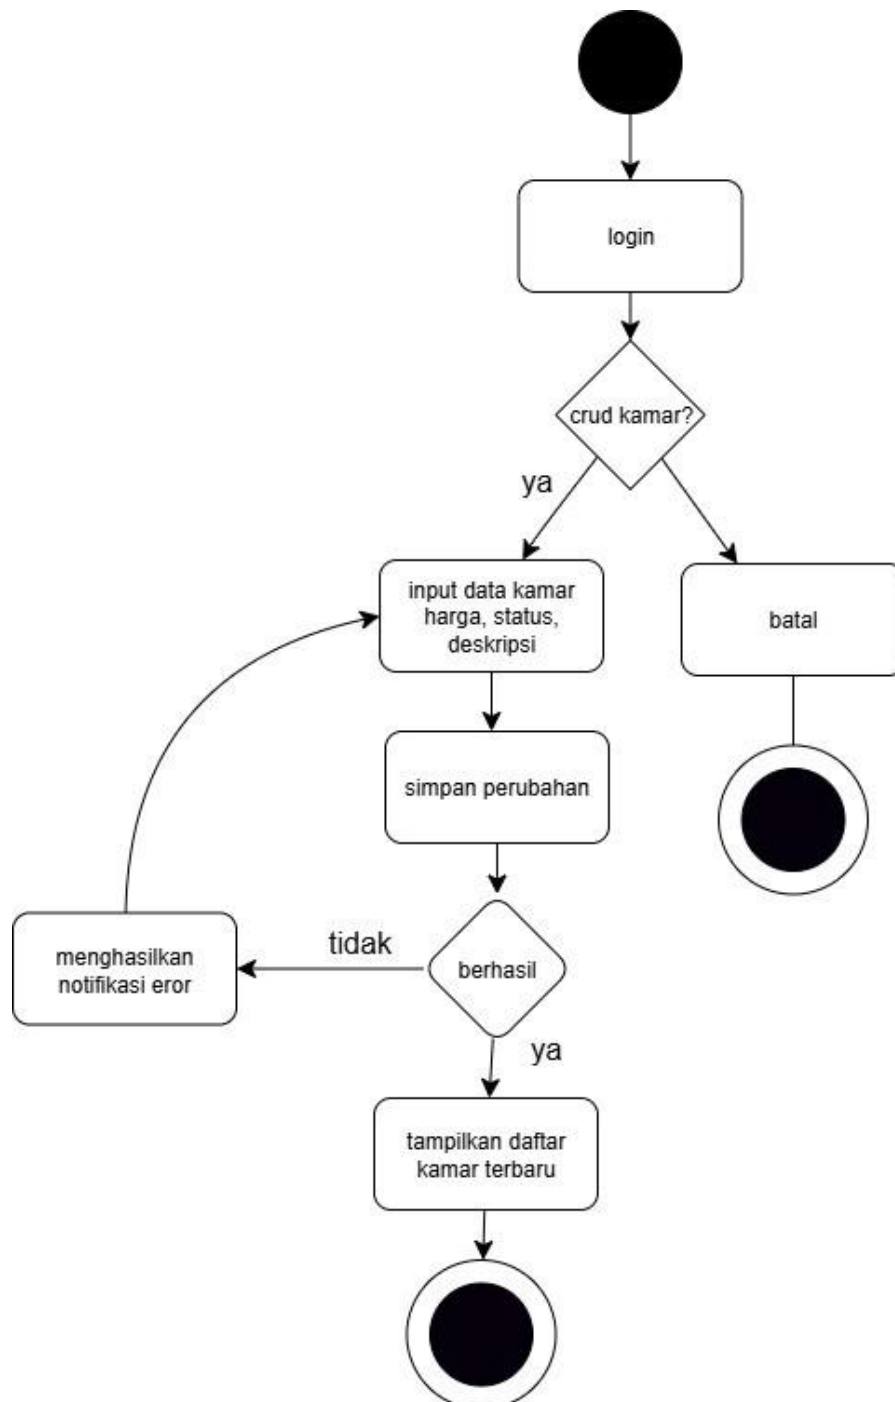 login
crud kamar?
ya
input data kamar
harga, status,
deskripsi
batal
simpan perubahan
tidak
berhasil
menghasilkan
notifikasi eror
ya
tampilkan daftar
kamar terbaru